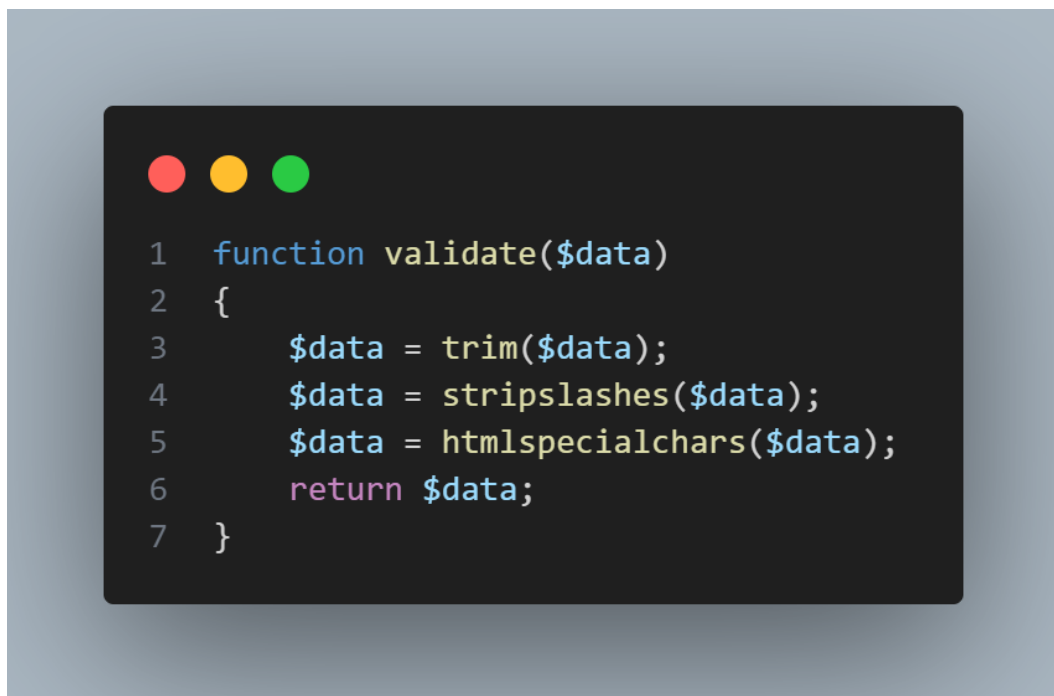 1 function validate($data)
2 {
3     $data = trim($data);
4     $data = stripslashes($data);
5     $data = htmlspecialchars($data);
6     return $data;
7 }